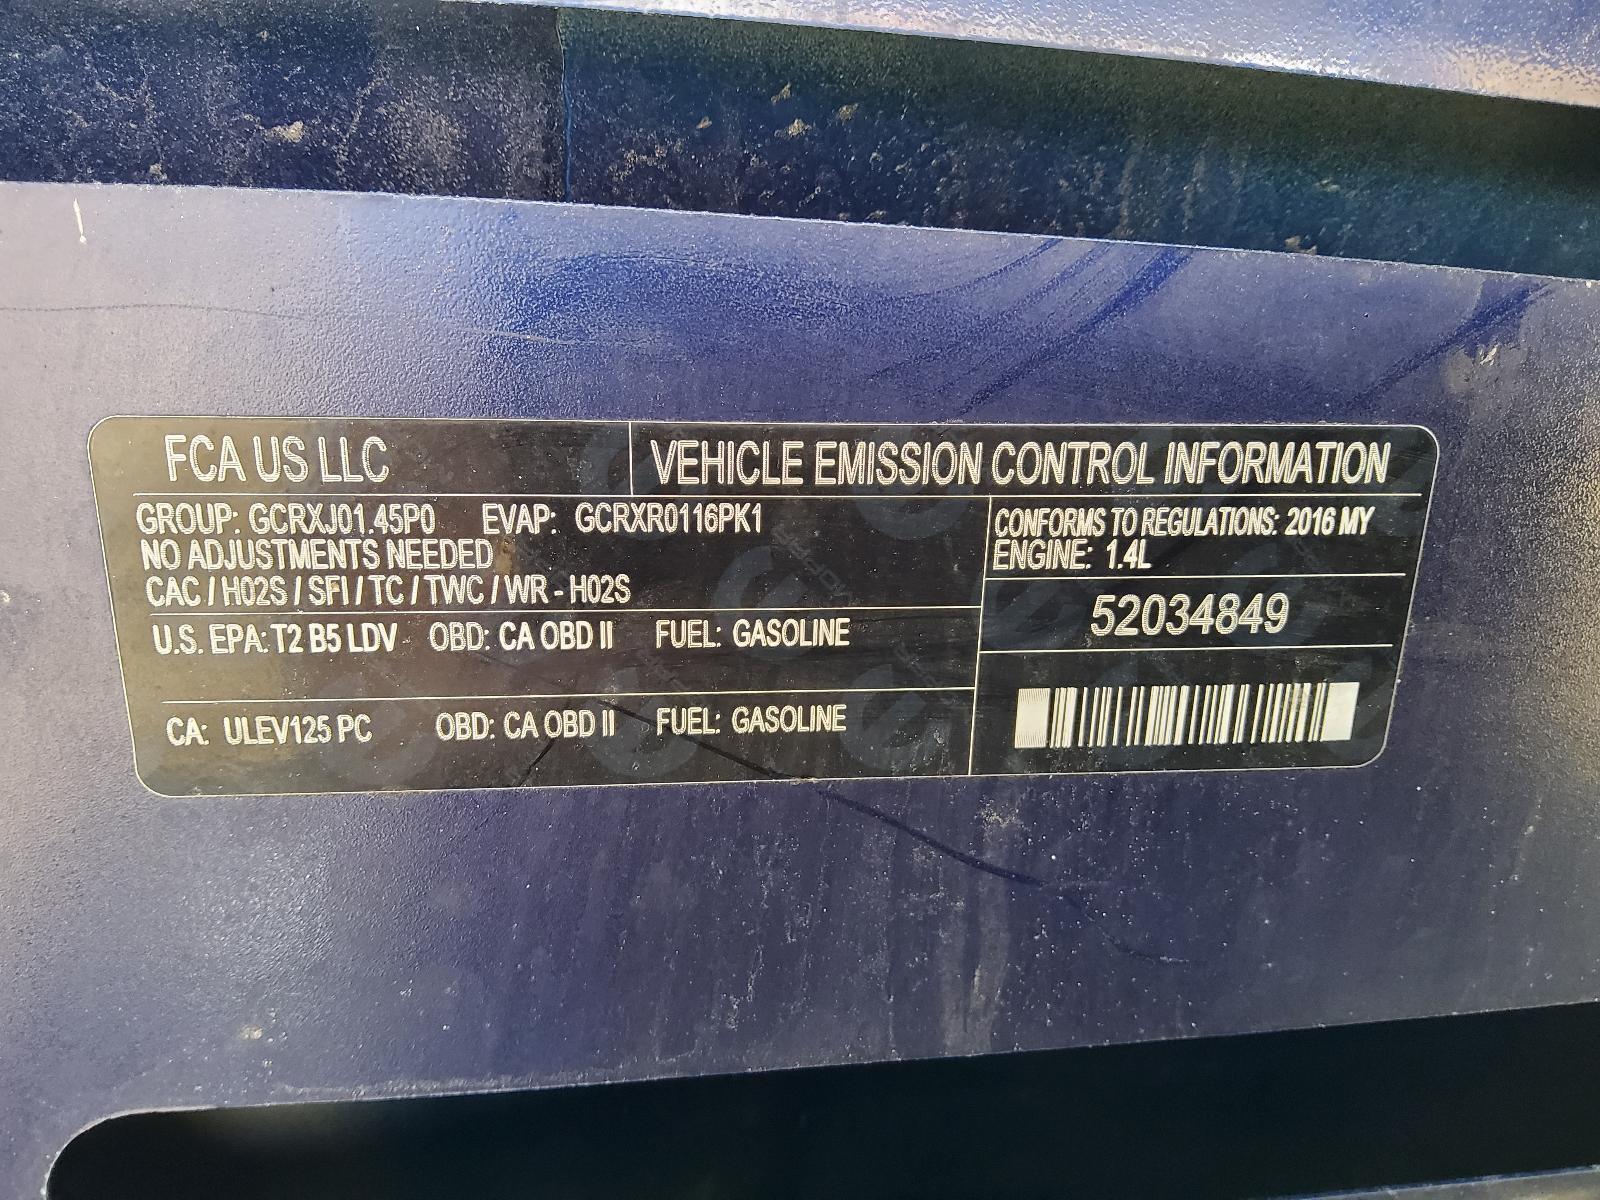 FCA US LLC
VEHICLE EMISSION CONTROL INFORMATION
GROUP: GCRXJ01.45P0 EVAP: GCRXR0116PK1
NO ADJUSTMENTS NEEDED
CAC / H02S / SFI / TC / TWC / WR - H02S
U.S. EPA: T2 B5 LDV OBD: CA OBD II FUEL: GASOLINE
CA: ULEV125 PC OBD: CA OBD II FUEL: GASOLINE
CONFORMS TO REGULATIONS: 2016 MY
ENGINE: 1.4L
52034849